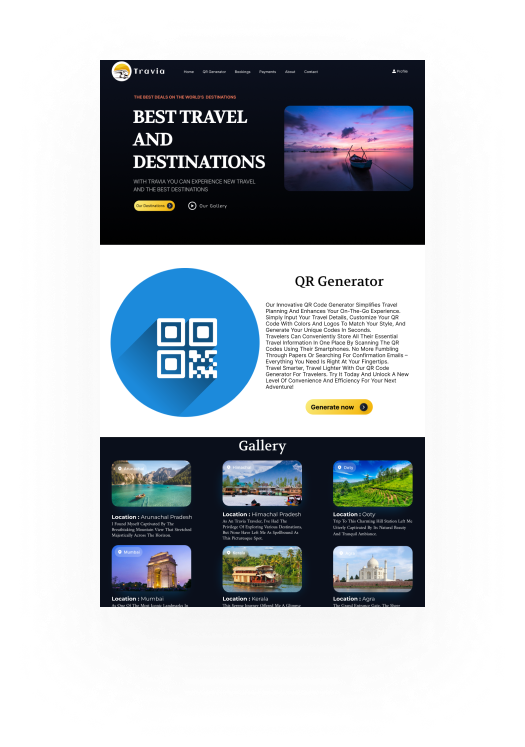 Travia
Home QR Generator Bookings Payments About Contact
Profile
THE BEST DEALS ON THE WORLD'S DESTINATIONS
BEST TRAVEL
AND
DESTINATIONS
WITH TRAVIA YOU CAN EXPERIENCE NEW TRAVEL
AND THE BEST DESTINATIONS
Our Destinations
Our Gallery
QR Generator
Our Innovative QR Code Generator Simplifies Travel
Planning And Enhances Your On-The-Go Experience.
Simply Input Your Travel Details, Customize Your QR
Code With Colors And Logos To Match Your Style, And
Generate Your Unique Codes In Seconds.
Travelers Can Conveniently Store All Their Essential
Travel Information In One Place By Scanning The QR
Codes Using Their Smartphones. No More Fumbling
Through Papers Or Searching For Confirmation Emails –
Everything You Need Is Right At Your Fingertips.
Travel Smarter, Travel Lighter With Our QR Code
Generator For Travelers. Try It Today And Unlock A New
Level Of Convenience And Efficiency For Your Next
Adventure!
Generate now
Gallery
Location : Arunachal Pradesh
I Found Myself Captivated By The
Breathtaking Mountain View That Stretched
Majestically Across The Horizon.
Location : Himachal Pradesh
As An Travia Traveler, I've Had The
Privilege Of Exploring Various Destinations,
But None Have Left Me As Spellbound As
This Picturesque Spot.
Ooty
Location : Ooty
Trip To This Charming Hill Station Left Me
Utterly Captivated By Its Natural Beauty
And Tranquil Ambiance.
Mumbai
Location : Mumbai
As One Of The Most Iconic Landmarks In
Location : Kerala
This Serene Journey Offered Me A Glimpse
Location : Agra
The Grand Entrance Gate, The